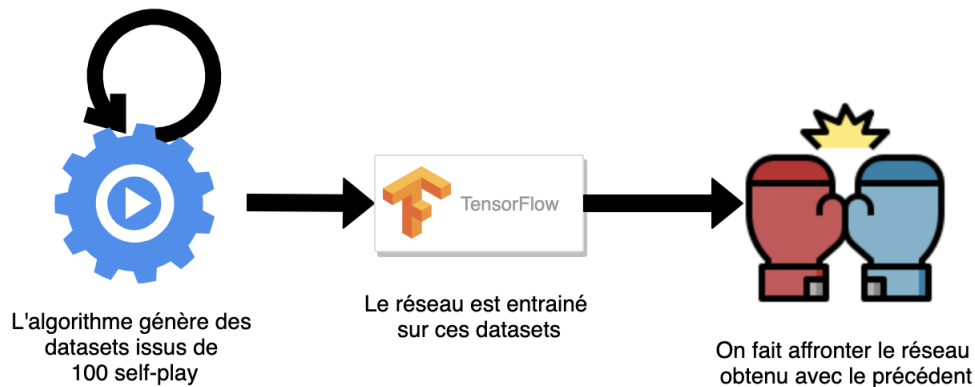 TensorFlow
L'algorithme génère des
datasets issus de
100 self-play
Le réseau est entrainé
sur ces datasets
On fait affronter le réseau
obtenu avec le précédent